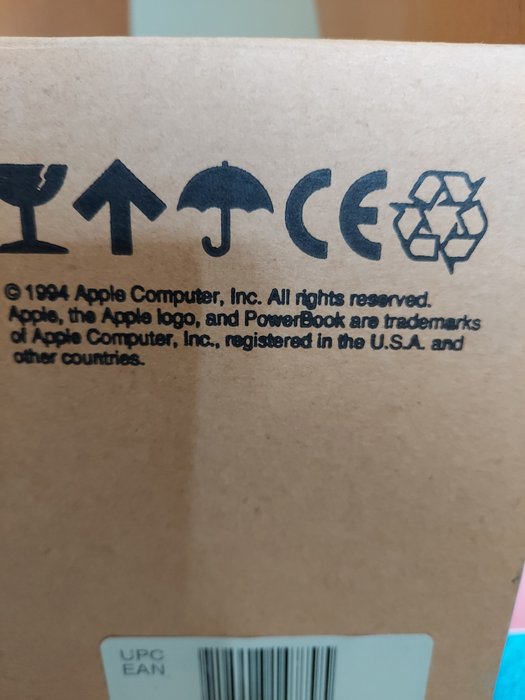 CE
© 1994 Apple Computer, Inc. All rights reserved.
Apple, the Apple logo, and PowerBook are trademarks
of Apple Computer, Inc., registered in the U.S.A. and
other countries.
UPC
EAN